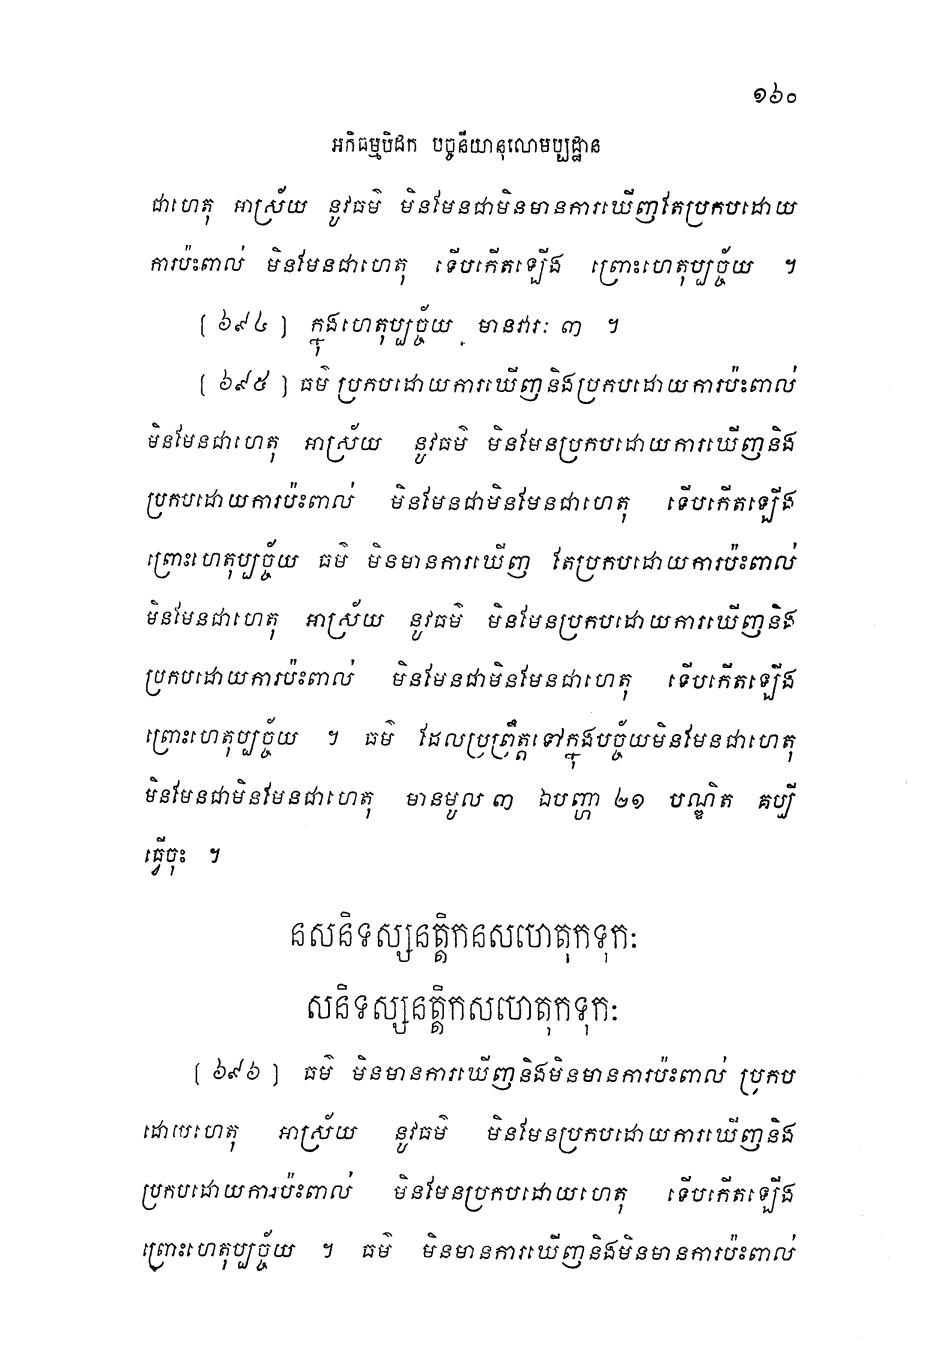 ១៦០
អភិធម្មបិដក បច្ចនីយានុលោមប្បដ្ឋាន
ជាហេតុ អាស្រ័យ នូវធម៌ មិនមែនជាមិនមានការឃើញតែប្រកបដោយ
ការប៉ះពាល់ មិនមែនជាហេតុ ទើបកើតឡើង ព្រោះហេតុប្បច្ច័យ ។
[ ៦៩៤ ] ក្នុងហេតុប្បច្ច័យ មានវារៈ ៣ ។
[ ៦៩៥ ] ធម៌ ប្រកបដោយការឃើញនិងប្រកបដោយការប៉ះពាល់
មិនមែនជាហេតុ អាស្រ័យ នូវធម៌ មិនមែនប្រកបដោយការឃើញនិង
ប្រកបដោយការប៉ះពាល់ មិនមែនជាមិនមែនជាហេតុ ទើបកើតឡើង
ព្រោះហេតុប្បច្ច័យ ធម៌ មិនមានការឃើញ តែប្រកបដោយការប៉ះពាល់
មិនមែនជាហេតុ អាស្រ័យ នូវធម៌ មិនមែនប្រកបដោយការឃើញនិង
ប្រកបដោយការប៉ះពាល់ មិនមែនជាមិនមែនជាហេតុ ទើបកើតឡើង
ព្រោះហេតុប្បច្ច័យ ។ ធម៌ ដែលប្រព្រឹត្តទៅក្នុងបច្ច័យមិនមែនជាហេតុ
មិនមែនជាមិនមែនជាហេតុ មានមូល ៣ ឯបញ្ហា ២១ បណ្ឌិត គប្បី
ធ្វើចុះ ។
នសនិទស្សនត្តិកនសហេតុកទុកៈ
សនិទស្សនត្តិកសហេតុកទុកៈ
[ ៦៩៦ ] ធម៌ មិនមានការឃើញនិងមិនមានការប៉ះពាល់ ប្រកប
ដោយហេតុ អាស្រ័យ នូវធម៌ មិនមែនប្រកបដោយការឃើញនិង
ប្រកបដោយការប៉ះពាល់ មិនមែនប្រកបដោយហេតុ ទើបកើតឡើង
ព្រោះហេតុប្បច្ច័យ ។ ធម៌ មិនមានការឃើញនិងមិនមានការប៉ះពាល់